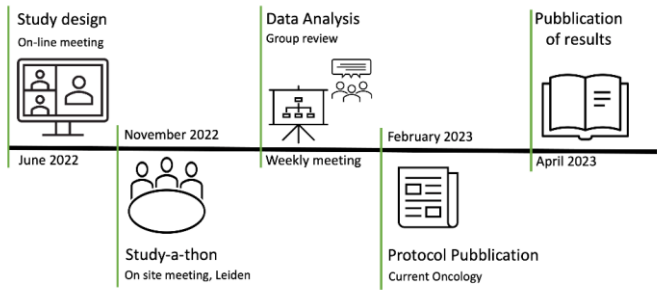 Study design
On-line meeting
June 2022
November 2022
Study-a-thon
On site meeting, Leiden
Data Analysis
Group review
Weekly meeting
February 2023
Protocol Pubblication
Current Oncology
Pubblication
of results
April 2023